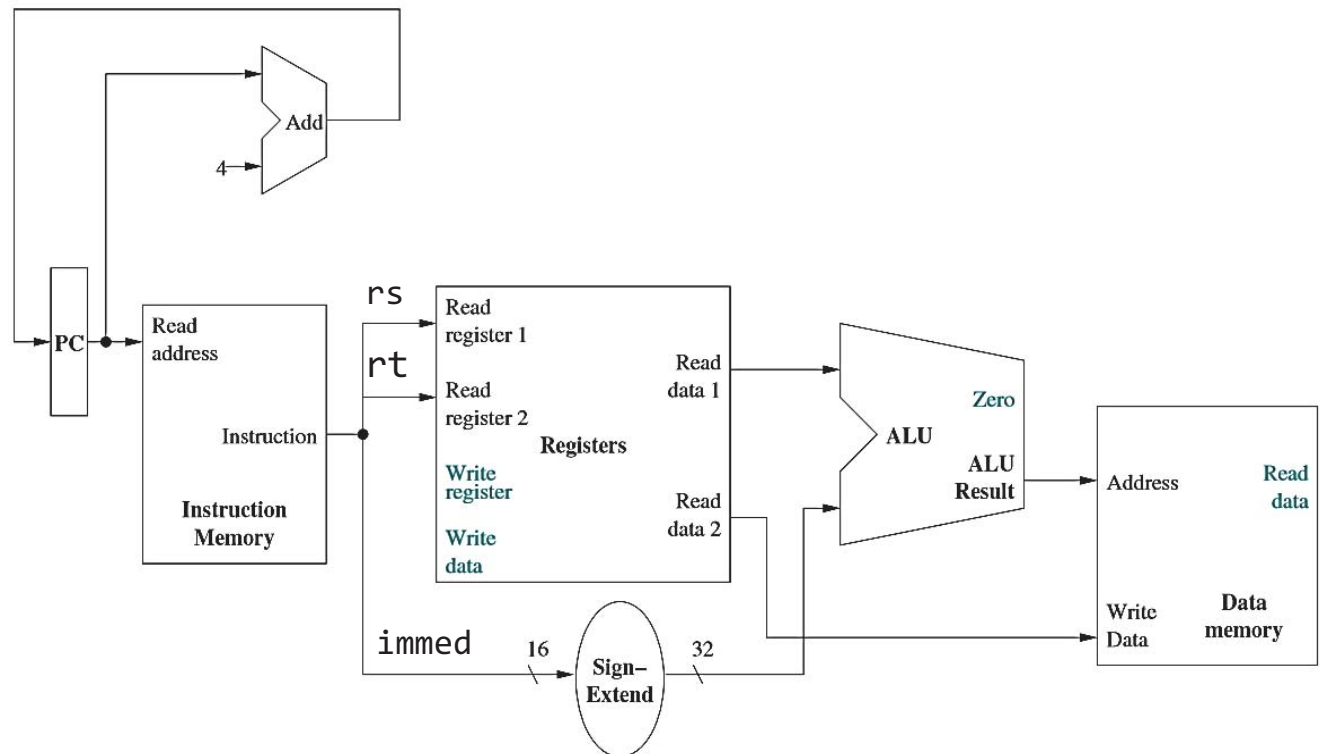 Add
4
PC
Read
address
Instruction
Instruction
Memory
rs
rt
immed
Read
register 1
Read
register 2
Write
register
Write
data
Registers
Read
data 1
Read
data 2
16
Sign–
Extend
32
Zero
ALU
ALU
Result
Address
Read
data
Write
Data
Data
memory